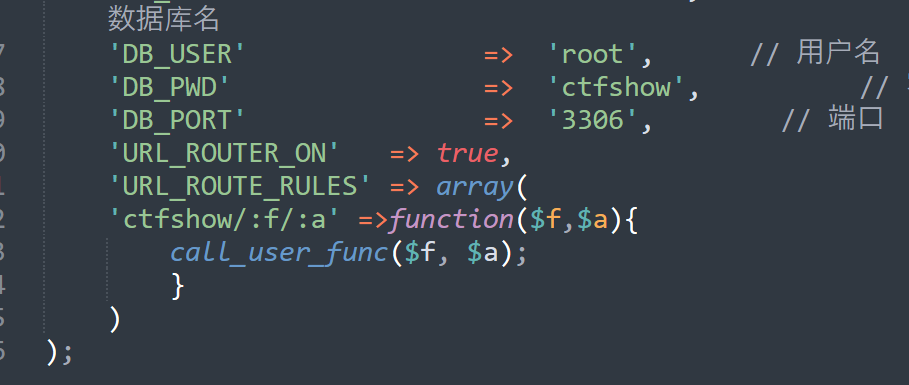 数据库名
'DB_USER' => 'root', // 用户名
'DB_PWD' => 'ctfshow', //
'DB_PORT' => '3306', // 端口
'URL_ROUTER_ON' => true,
'URL_ROUTE_RULES' => array(
'ctfshow/:f/:a' =>function($f,$a){
call_user_func($f, $a);
}
)
);